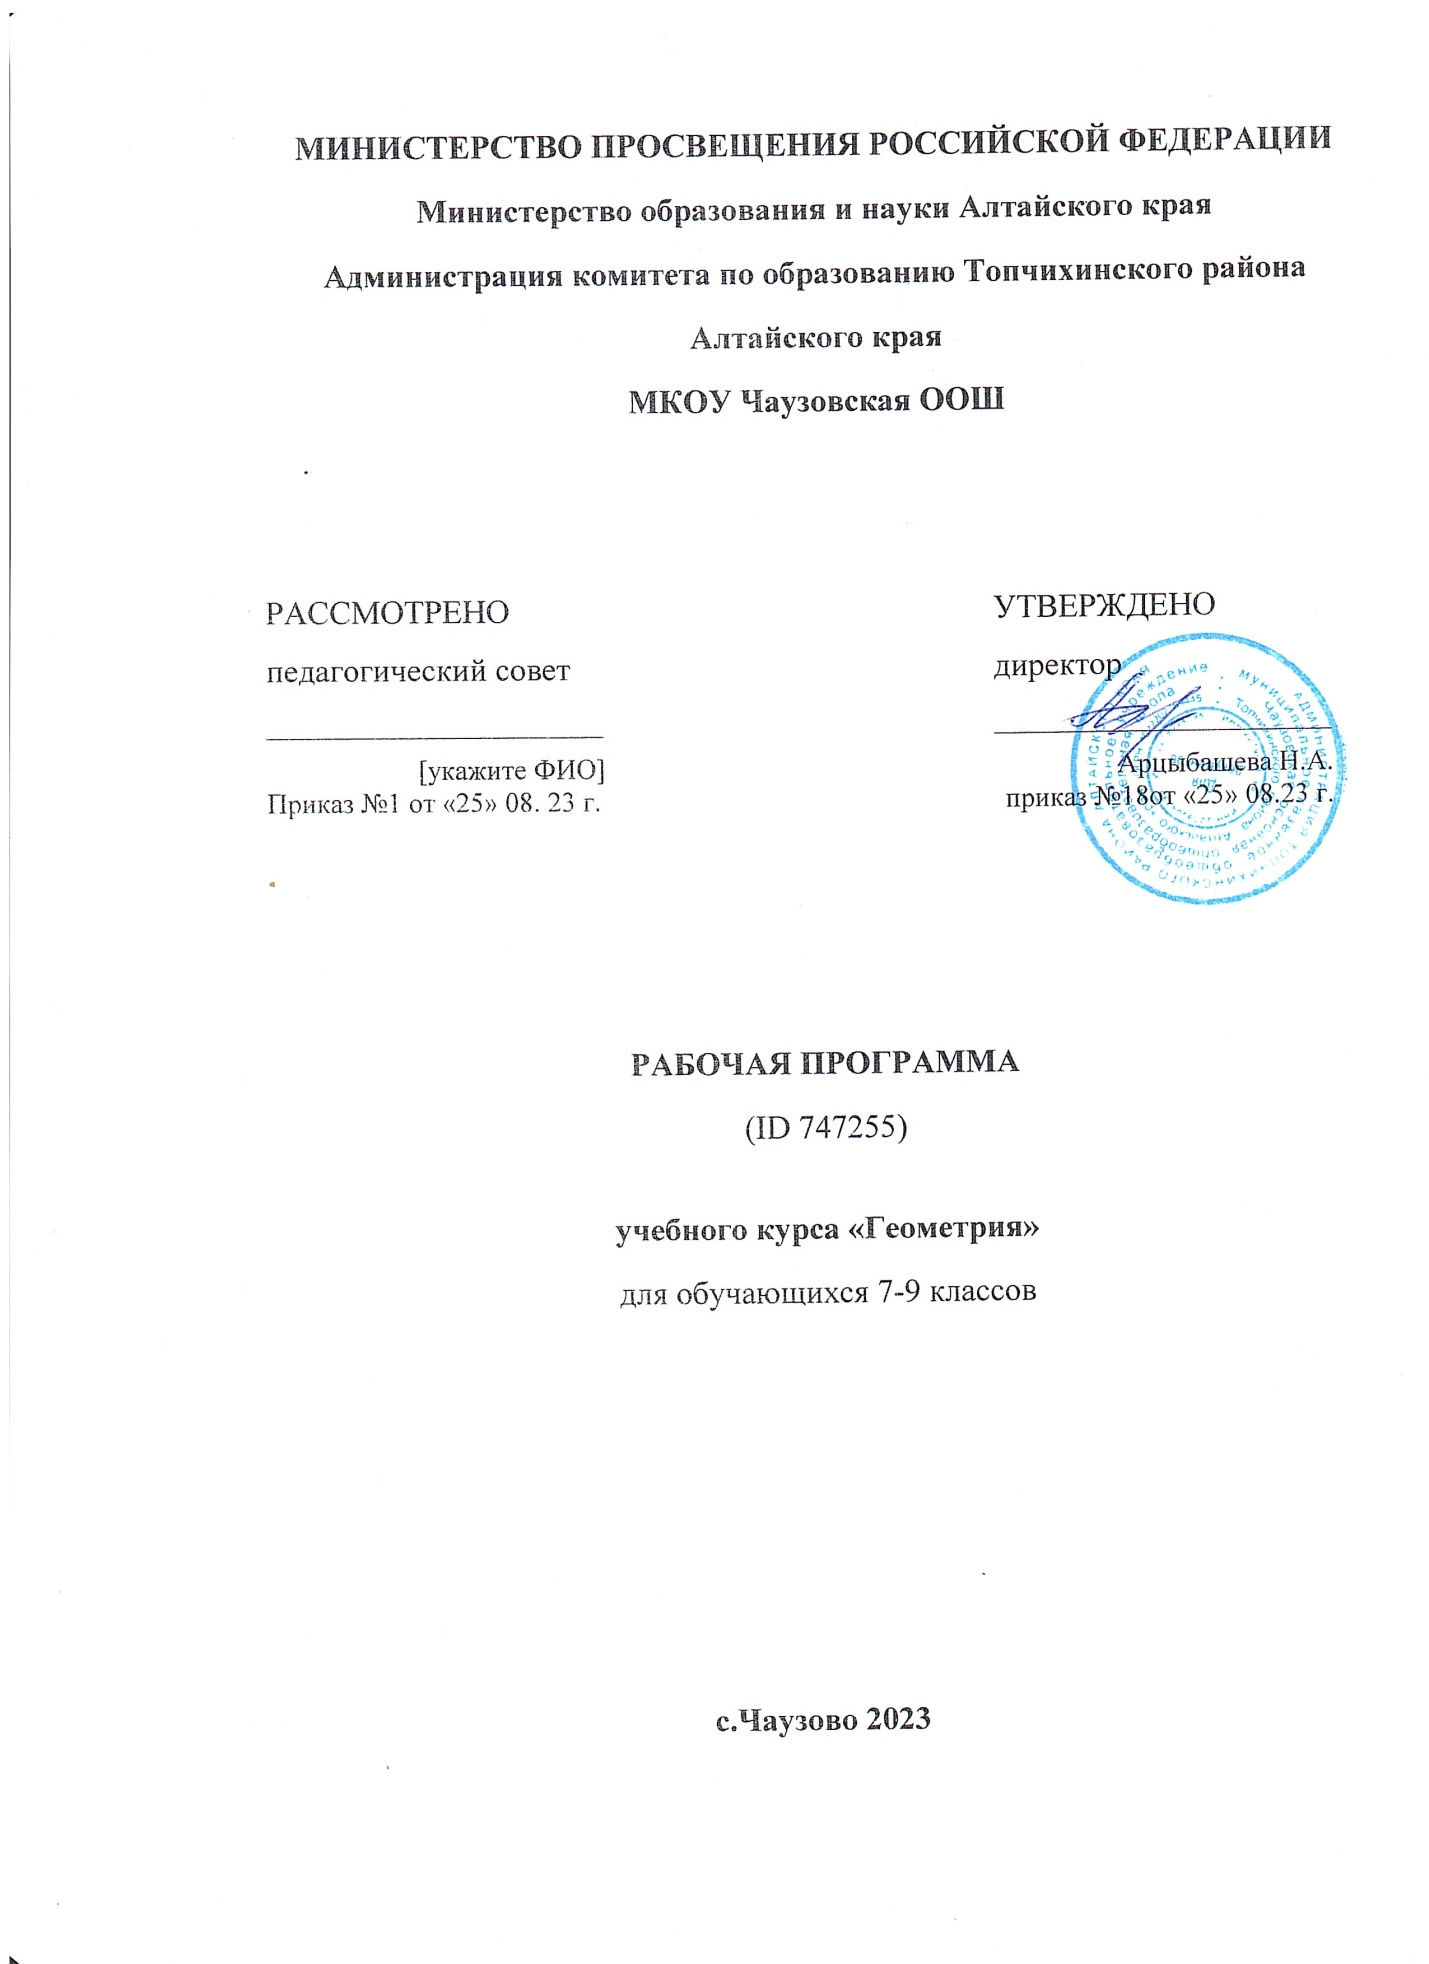 МИНИСТЕРСТВО ПРОСВЕЩЕНИЯ РОССИЙСКОЙ ФЕДЕРАЦИИ
Министерство образования и науки Алтайского края
Администрация комитета по образованию Топчихинского района
Алтайского края
МКОУ Чаузовская ООШ
РАССМОТРЕНО
педагогический совет
[укажите ФИО]
Приказ №1 от «25» 08. 23 г.
УТВЕРЖДЕНО
директор
Арцыбашева Н.А.
приказ №18от «25» 08.23 г.
РАБОЧАЯ ПРОГРАММА
(ID 747255)
учебного курса «Геометрия»
для обучающихся 7-9 классов
с.Чаузово 2023